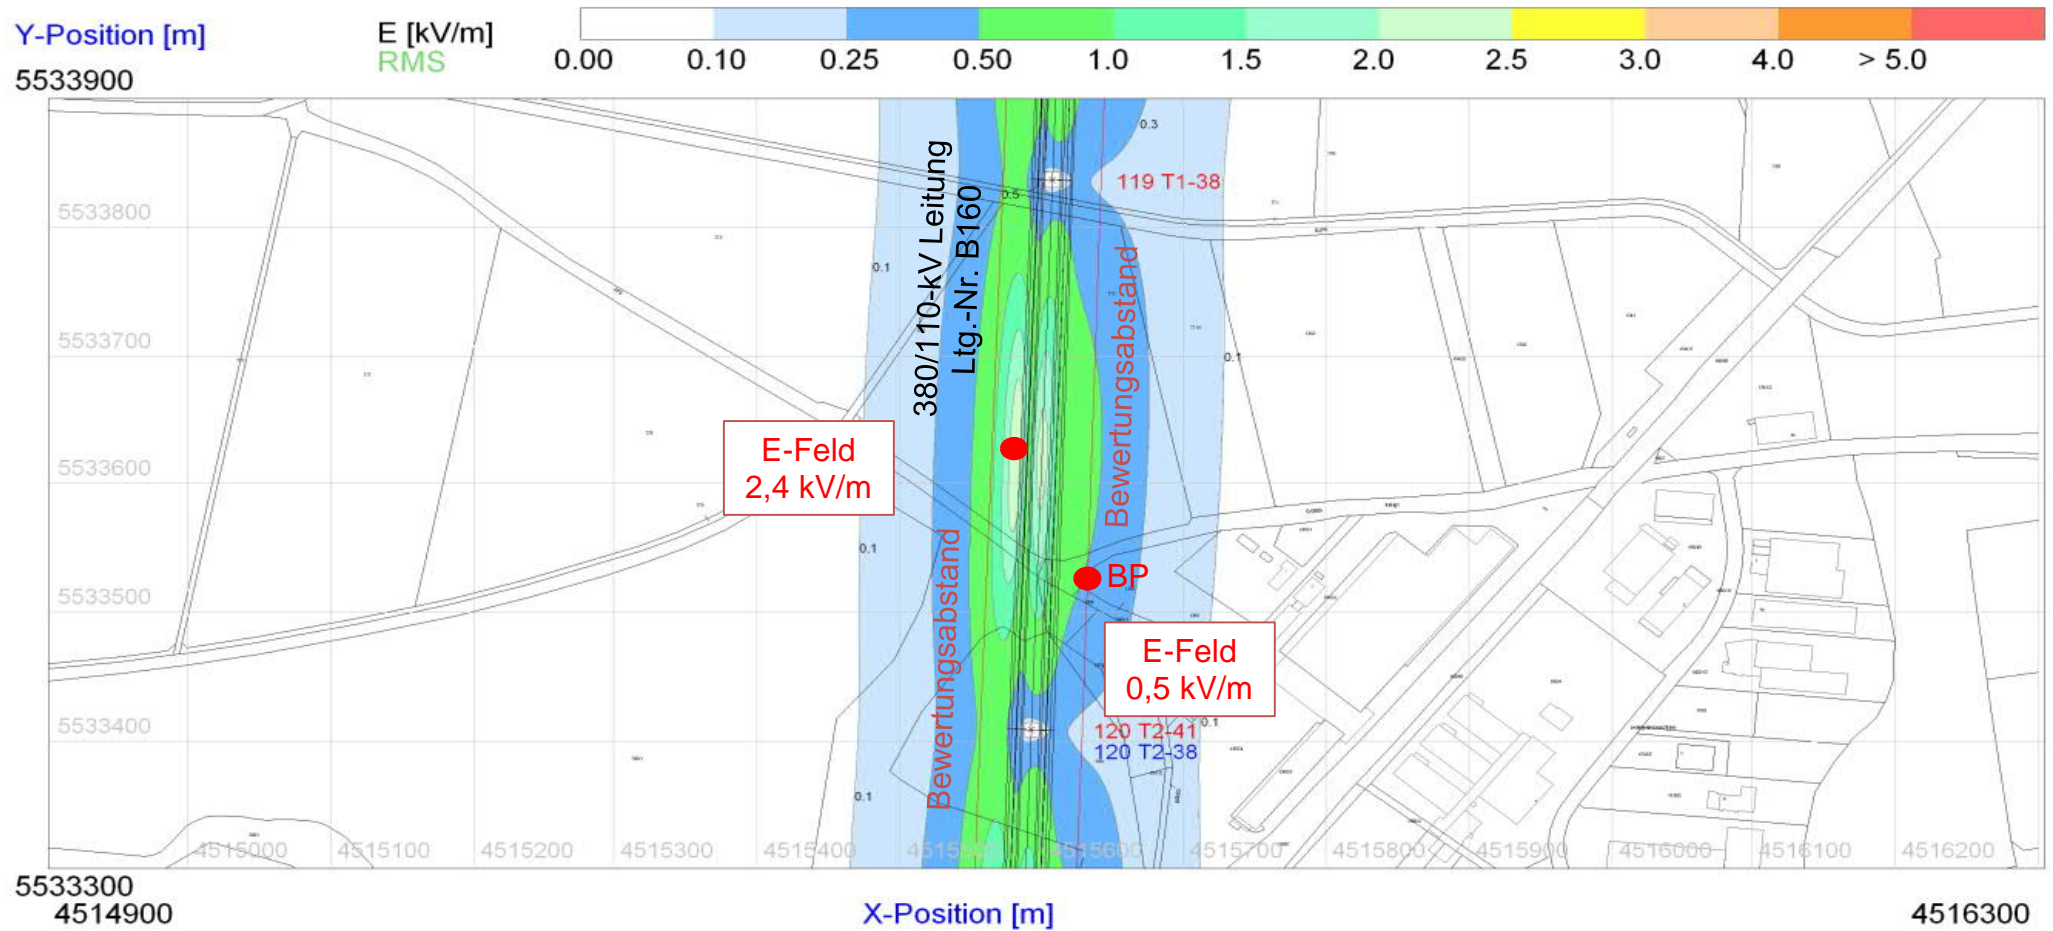 Y-Position [m]
E [kV/m]
RMS
0.00 0.10 0.25 0.50 1.0 1.5 2.0 2.5 3.0 4.0 > 5.0
5533900
0.3
119 T1-38
0.5
5533800
380/110-kV Leitung
Ltg.-Nr. B160
Bewertungsabstand
0.1
5533700
0.1
E-Feld
2,4 kV/m
5533600
0.1
BP
5533500
Bewertungsabstand
E-Feld
0,5 kV/m
0.1
5533400
120 T2-41
120 T2-38
0.1
4515000 4515100 4515200 4515300 4515400 4515500 4515600 4515700 4515800 4515900 4516000 4516100 4516200
5533300
4514900
X-Position [m]
4516300